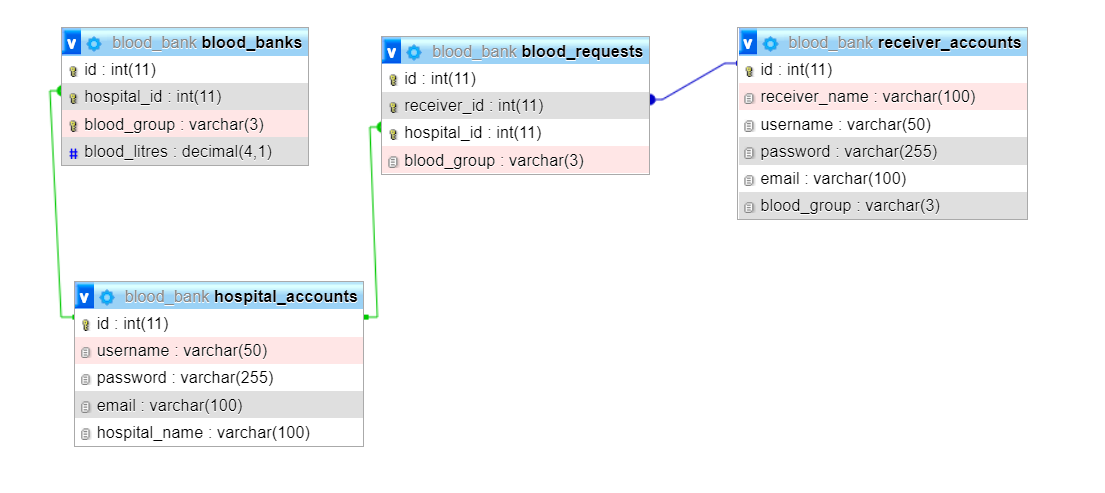 v blood_bank blood_banks
id : int(11)
hospital_id : int(11)
blood_group : varchar(3)
# blood_litres : decimal(4,1)
v blood_bank blood_requests
id : int(11)
receiver_id : int(11)
hospital_id : int(11)
blood_group : varchar(3)
v blood_bank receiver_accounts
id : int(11)
receiver_name : varchar(100)
username : varchar(50)
password : varchar(255)
email : varchar(100)
blood_group : varchar(3)
v blood_bank hospital_accounts
id : int(11)
username : varchar(50)
password : varchar(255)
email : varchar(100)
hospital_name : varchar(100)